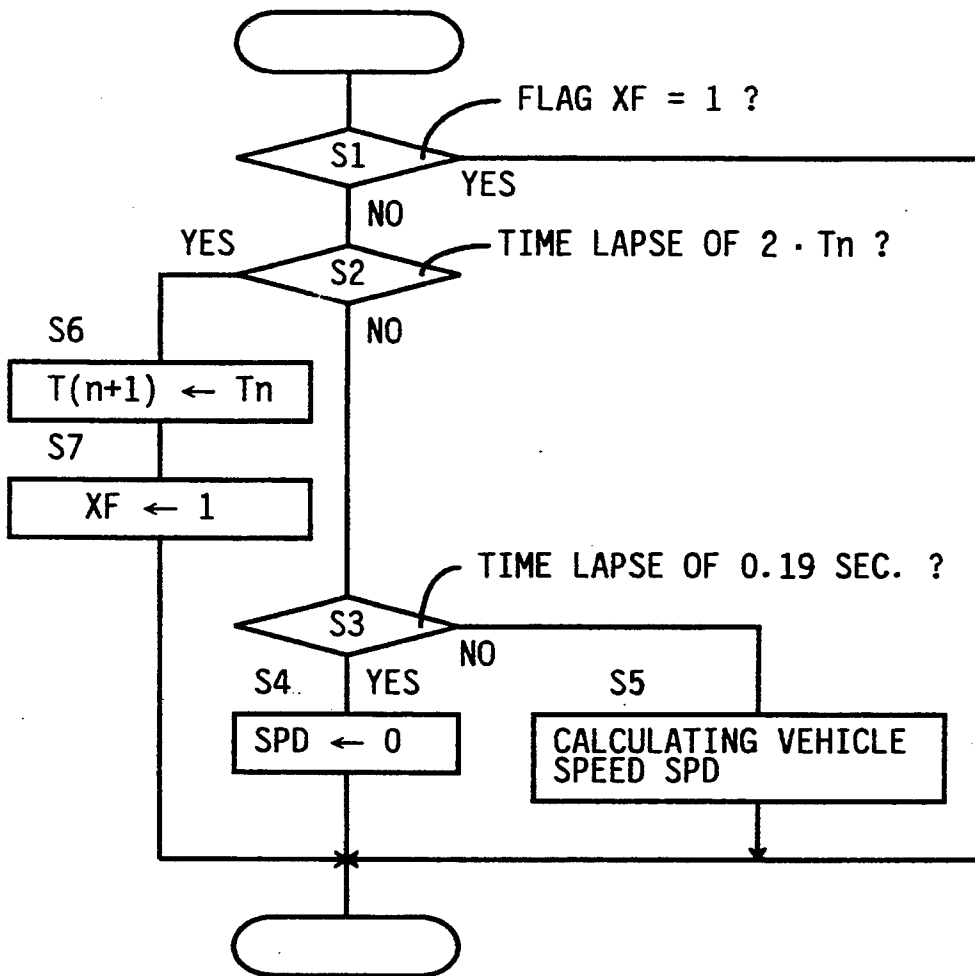 FLAG XF = 1 ?
S1
YES
NO
YES
TIME LAPSE OF 2 · Tn ?
S2
NO
S6
T(n+1) ← Tn
S7
XF ← 1
TIME LAPSE OF 0.19 SEC. ?
S3
NO
S4
YES
S5
SPD ← 0
CALCULATING VEHICLE
SPEED SPD